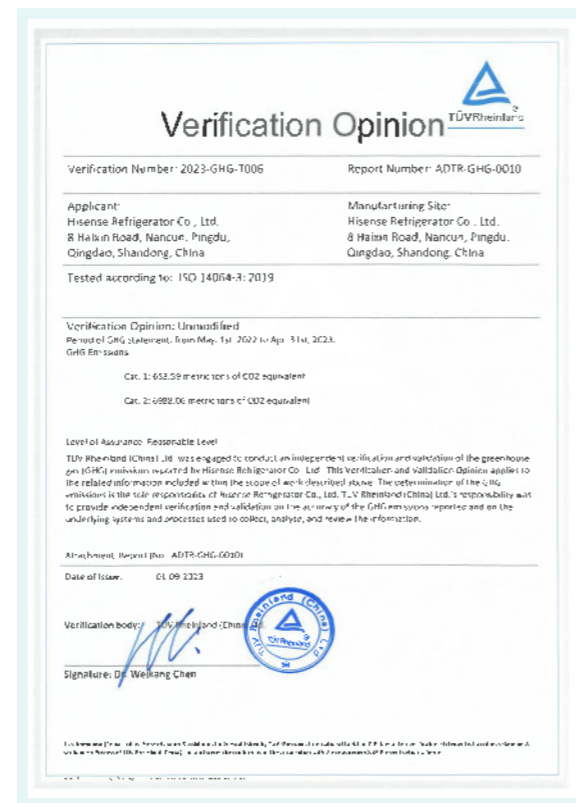 TÜVRheinland®
Verification Opinion
Verification Number: 2023-GHG-T006 Report Number: ADTR-GHG-0010
Applicant: Manufacturing Site:
Hisense Refrigerator Co., Ltd. Hisense Refrigerator Co., Ltd.
8 Haixin Road, Nancun, Pingdu, 8 Haixin Road, Nancun, Pingdu,
Qingdao, Shandong, China Qingdao, Shandong, China
Tested according to: ISO 14064-3: 2019
Verification Opinion: Unmodified
Period of GHG statement: from May. 1st, 2022 to Apr. 31st, 2023.
GHG Emissions
Cat. 1: 652.59 metric tons of CO2 equivalent
Cat. 2: 6988.06 metric tons of CO2 equivalent
Level of Assurance: Reasonable Level
TÜV Rheinland (China) Ltd. was engaged to conduct an independent verification and validation of the greenhouse
gas (GHG) emissions reported by Hisense Refrigerator Co., Ltd. This Verification and Validation Opinion applies to
the related information included within the scope of work described above. The determination of the GHG
emissions is the sole responsibility of Hisense Refrigerator Co., Ltd. TÜV Rheinland (China) Ltd.'s responsibility was
to provide independent verification and validation on the accuracy of the GHG emissions reported and on the
underlying systems and processes used to collect, analyse, and review the information.
Attachment: Report (No. ADTR-GHG-0010)
Date of Issue: 01.09.2023
Verification body: TÜV Rheinland (China) Ltd.
TÜV Rheinland (China) Ltd
TÜVRheinland
Signature: Dr. Weikang Chen